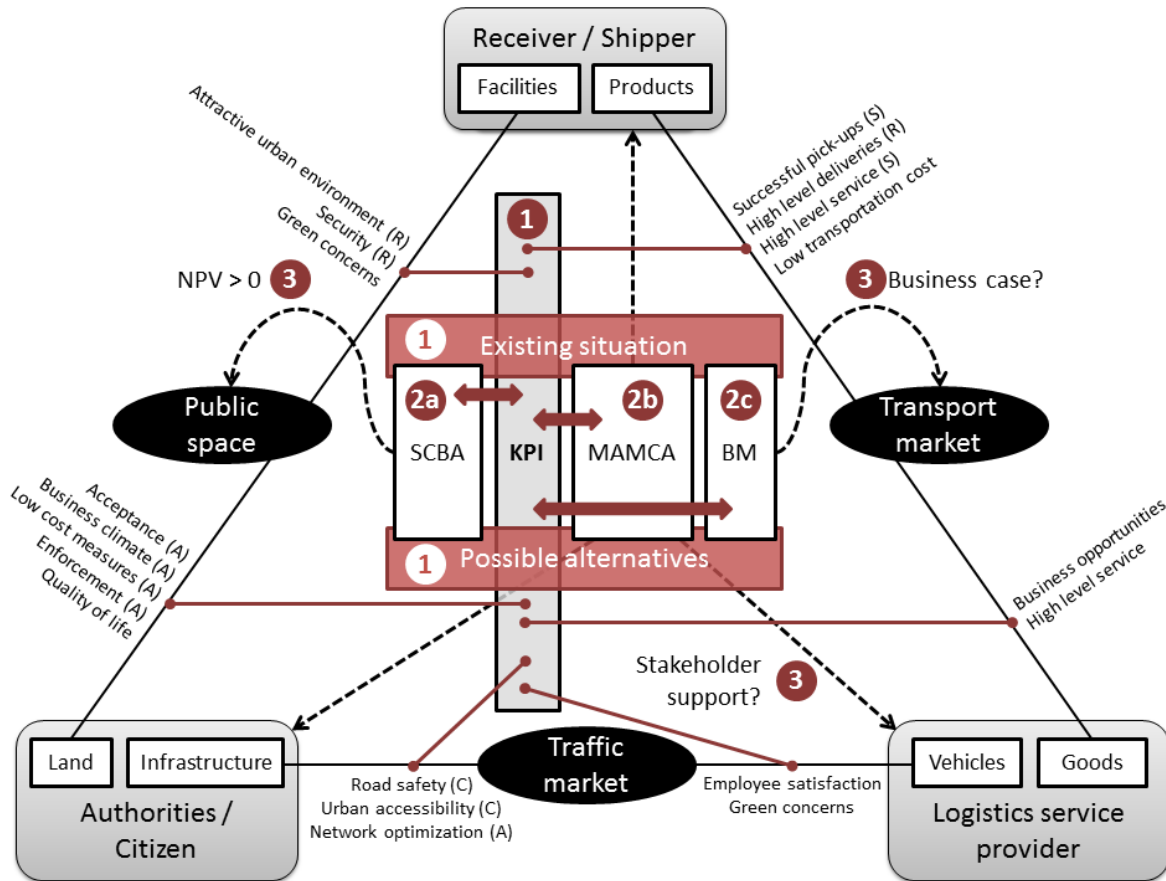 Receiver / Shipper
Facilities
Products
Attractive urban environment (R)
Security (R)
Green concerns
Successful pick-ups (S)
High level deliveries (R)
High level service (S)
Low transportation cost
1
NPV > 0
3
3
Business case?
1
Existing situation
Public
space
2a
SCBA
KPI
2b
MAMCA
2c
BM
Transport
market
Acceptance (A)
Business climate (A)
Low cost measures (A)
Enforcement (A)
Quality of life
1
Possible alternatives
Business opportunities
High level service
Stakeholder
support?
3
Land
Infrastructure
Authorities /
Citizen
Traffic
market
Road safety (C)
Urban accessibility (C)
Network optimization (A)
Employee satisfaction
Green concerns
Vehicles
Goods
Logistics service
provider